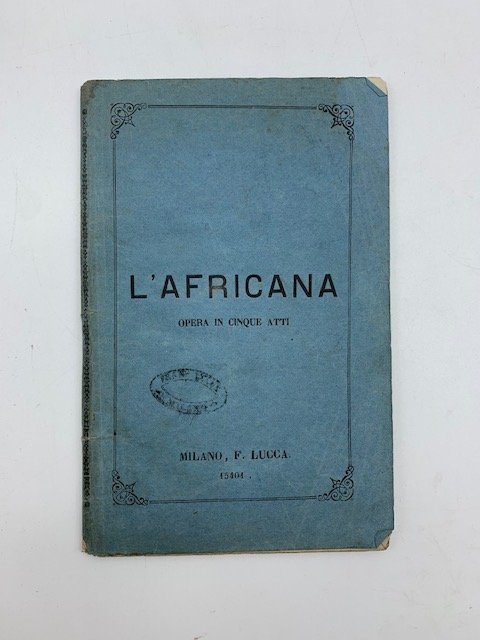 L'AFRICANA
OPERA IN CINQUE ATTI
MILANO, F. LUCCA.
15404.